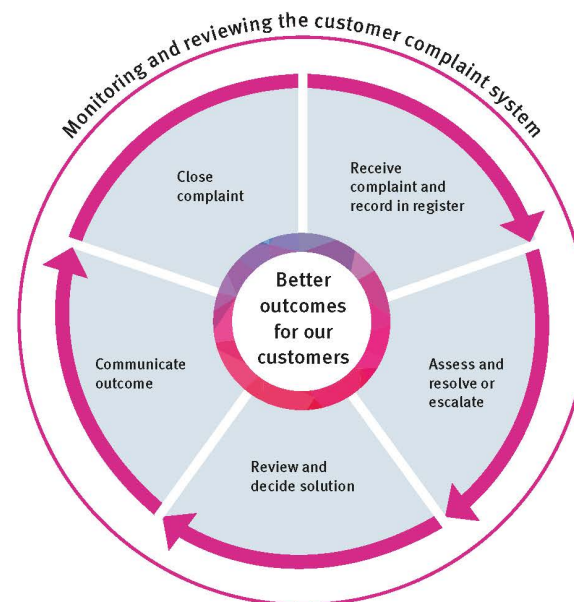 Monitoring and reviewing the customer complaint system
Receive
complaint and
record in register
Assess and
resolve or
escalate
Review and
decide solution
Communicate
outcome
Close
complaint
Better
outcomes
for our
customers